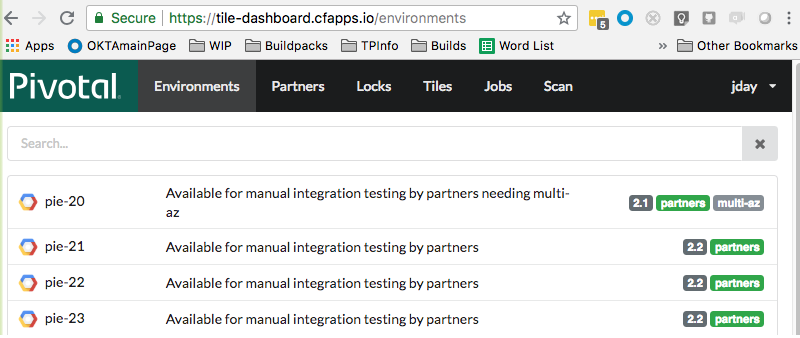 Secure https://tile-dashboard.cfapps.io/environments 5
Apps OKTAmainPage WIP Buildpacks TPInfo Builds Word List » Other Bookmarks
Pivotal Environments Partners Locks Tiles Jobs Scan jday
Search...
pie-20 Available for manual integration testing by partners needing multi- 2.1 partners multi-az
az
pie-21 Available for manual integration testing by partners 2.2 partners
pie-22 Available for manual integration testing by partners 2.2 partners
pie-23 Available for manual integration testing by partners 2.2 partners